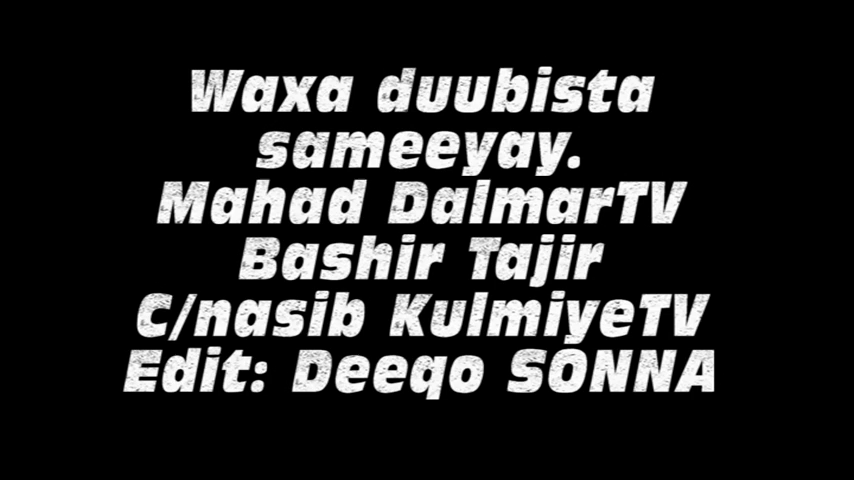 Waxa duubista
sameeyay.
Mahad DalmarTV
Bashir Tajir
C/nasib KulmiyeTV
Edit: Deeqo SONNA